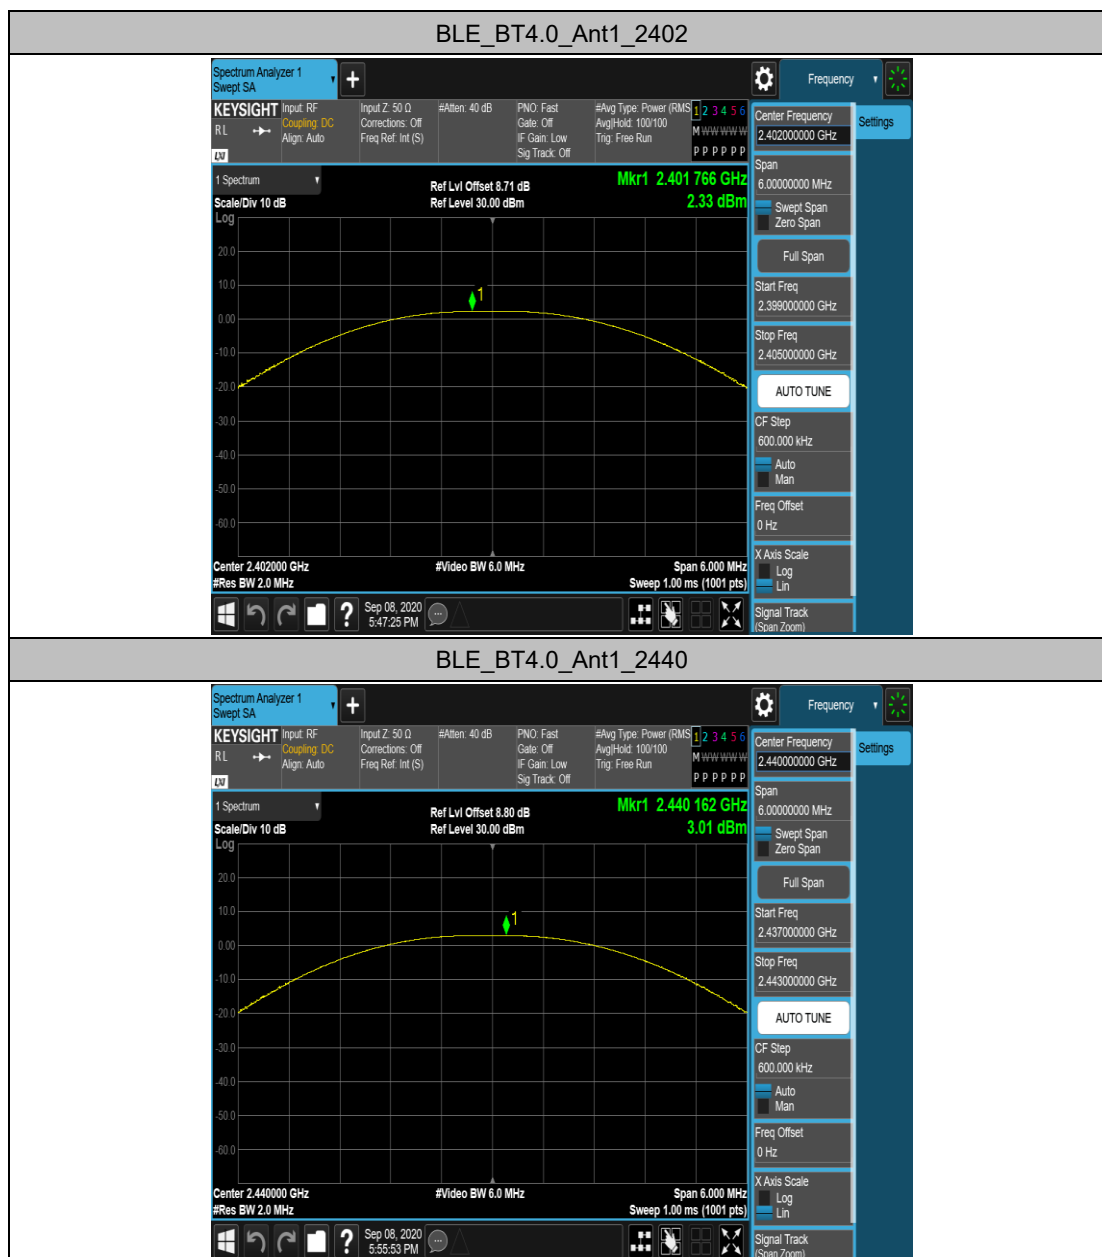 BLE_BT4.0_Ant1_2402
Spectrum Analyzer 1
Swept SA
Frequency
KEYSIGHT
RL
LXI
Input: RF
Coupling: DC
Align: Auto
Input Z: 50 Ω
Corrections: Off
Freq Ref: Int (S)
#Atten: 40 dB
PNO: Fast
Gate: Off
IF Gain: Low
Sig Track: Off
#Avg Type: Power (RMS
Avg|Hold: 100/100
Trig: Free Run
1 2 3 4 5 6
M W W W W W
P P P P P P
1 Spectrum
Scale/Div 10 dB
Log
Ref Lvl Offset 8.71 dB
Ref Level 30.00 dBm
Mkr1 2.401 766 GHz
2.33 dBm
20.0
10.0
0.00
-10.0
-20.0
-30.0
-40.0
-50.0
-60.0
1
Center 2.402000 GHz
#Res BW 2.0 MHz
#Video BW 6.0 MHz
Span 6.000 MHz
Sweep 1.00 ms (1001 pts)
Sep 08, 2020
5:47:25 PM
Center Frequency
2.402000000 GHz
Settings
Span
6.00000000 MHz
Swept Span
Zero Span
Full Span
Start Freq
2.399000000 GHz
Stop Freq
2.405000000 GHz
AUTO TUNE
CF Step
600.000 kHz
Auto
Man
Freq Offset
0 Hz
X Axis Scale
Log
Lin
Signal Track
(Span Zoom)
BLE_BT4.0_Ant1_2440
Spectrum Analyzer 1
Swept SA
Frequency
KEYSIGHT
RL
LXI
Input: RF
Coupling: DC
Align: Auto
Input Z: 50 Ω
Corrections: Off
Freq Ref: Int (S)
#Atten: 40 dB
PNO: Fast
Gate: Off
IF Gain: Low
Sig Track: Off
#Avg Type: Power (RMS
Avg|Hold: 100/100
Trig: Free Run
1 2 3 4 5 6
M W W W W W
P P P P P P
1 Spectrum
Scale/Div 10 dB
Log
Ref Lvl Offset 8.80 dB
Ref Level 30.00 dBm
Mkr1 2.440 162 GHz
3.01 dBm
20.0
10.0
0.00
-10.0
-20.0
-30.0
-40.0
-50.0
-60.0
1
Center 2.440000 GHz
#Res BW 2.0 MHz
#Video BW 6.0 MHz
Span 6.000 MHz
Sweep 1.00 ms (1001 pts)
Sep 08, 2020
5:55:53 PM
Center Frequency
2.440000000 GHz
Settings
Span
6.00000000 MHz
Swept Span
Zero Span
Full Span
Start Freq
2.437000000 GHz
Stop Freq
2.443000000 GHz
AUTO TUNE
CF Step
600.000 kHz
Auto
Man
Freq Offset
0 Hz
X Axis Scale
Log
Lin
Signal Track
(Span Zoom)